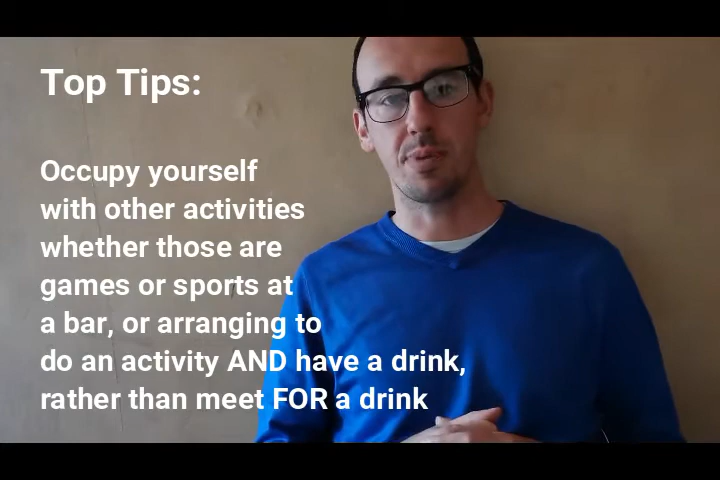 Top Tips:
Occupy yourself
with other activities
whether those are
games or sports at
a bar, or arranging to
do an activity AND have a drink,
rather than meet FOR a drink